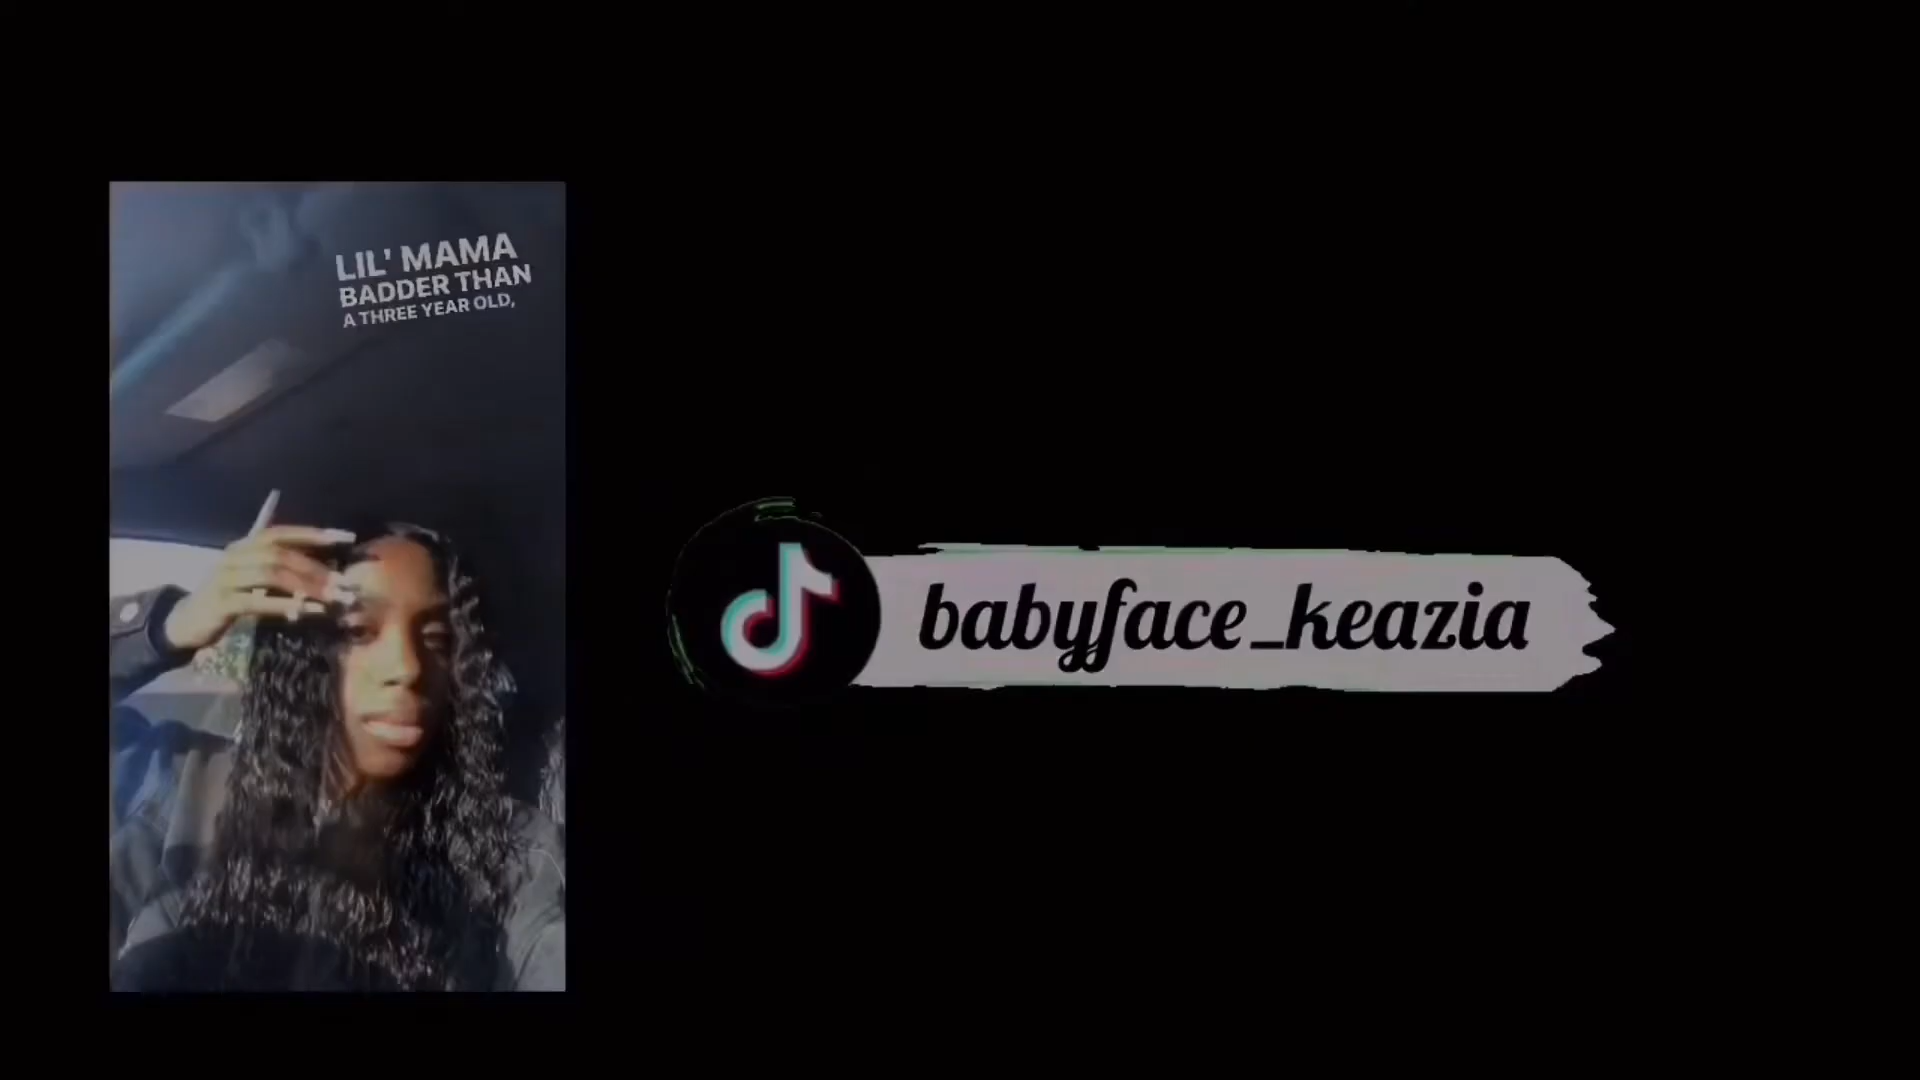 LIL' MAMA
BADDER THAN
A THREE YEAR OLD,
babyface_keazia